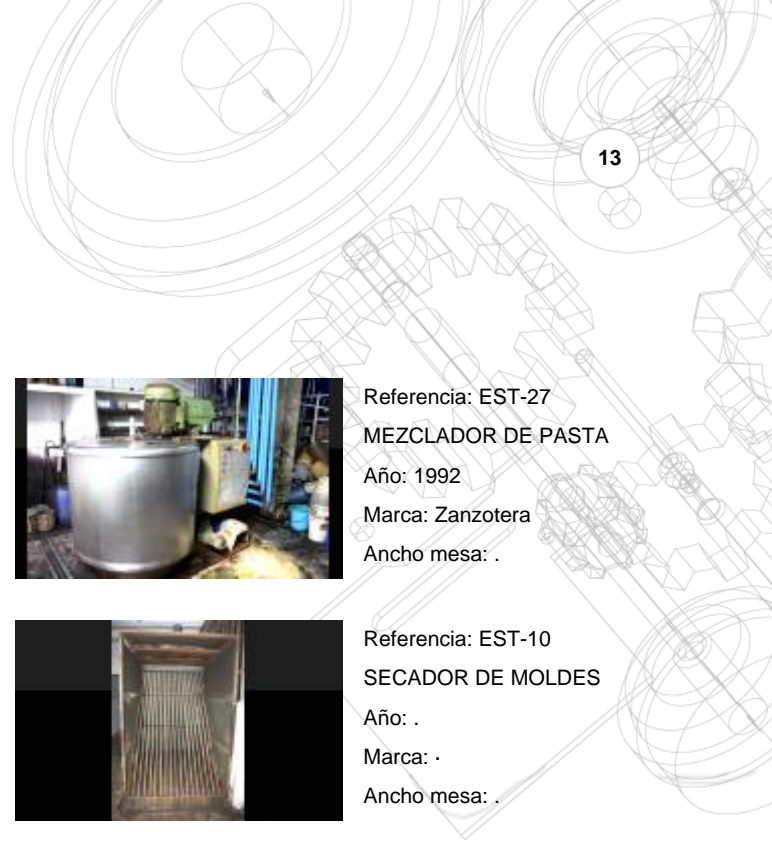 13
Referencia: EST-27
MEZCLADOR DE PASTA
Año: 1992
Marca: Zanzotera
Ancho mesa: .
Referencia: EST-10
SECADOR DE MOLDES
Año: .
Marca: .
Ancho mesa: .